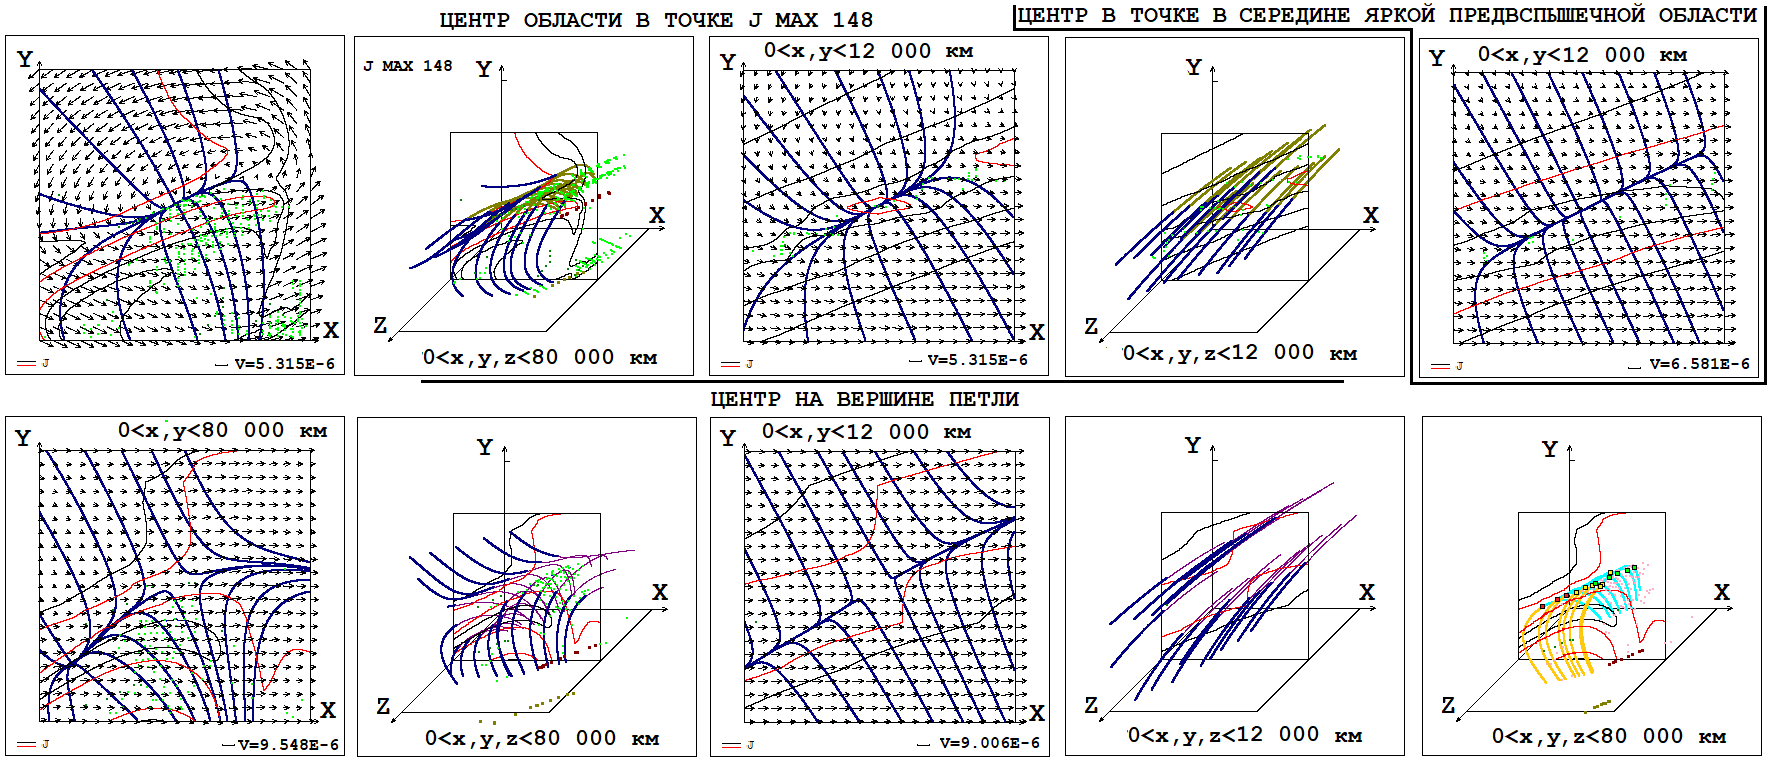 ЦЕНТР ОБЛАСТИ В ТОЧКЕ J MAX 148
ЦЕНТР В ТОЧКЕ В СЕРЕДИНЕ ЯРКОЙ ПРЕДВСПЫШЕЧНОЙ ОБЛАСТИ
Y
X
J
V=5.315E-6
J MAX 148
Y
X
Z
0<x,y,z<80 000 км
0<x,y<12 000 км
Y
X
J
V=5.315E-6
Y
X
Z
0<x,y,z<12 000 км
0<x,y<12 000 км
Y
X
J
V=6.581E-6
ЦЕНТР НА ВЕРШИНЕ ПЕТЛИ
0<x,y<80 000 км
Y
X
J
V=9.548E-6
Y
X
Z
0<x,y,z<80 000 км
0<x,y<12 000 км
Y
X
J
V=9.006E-6
Y
X
Z
0<x,y,z<12 000 км
Y
X
Z
0<x,y,z<80 000 км